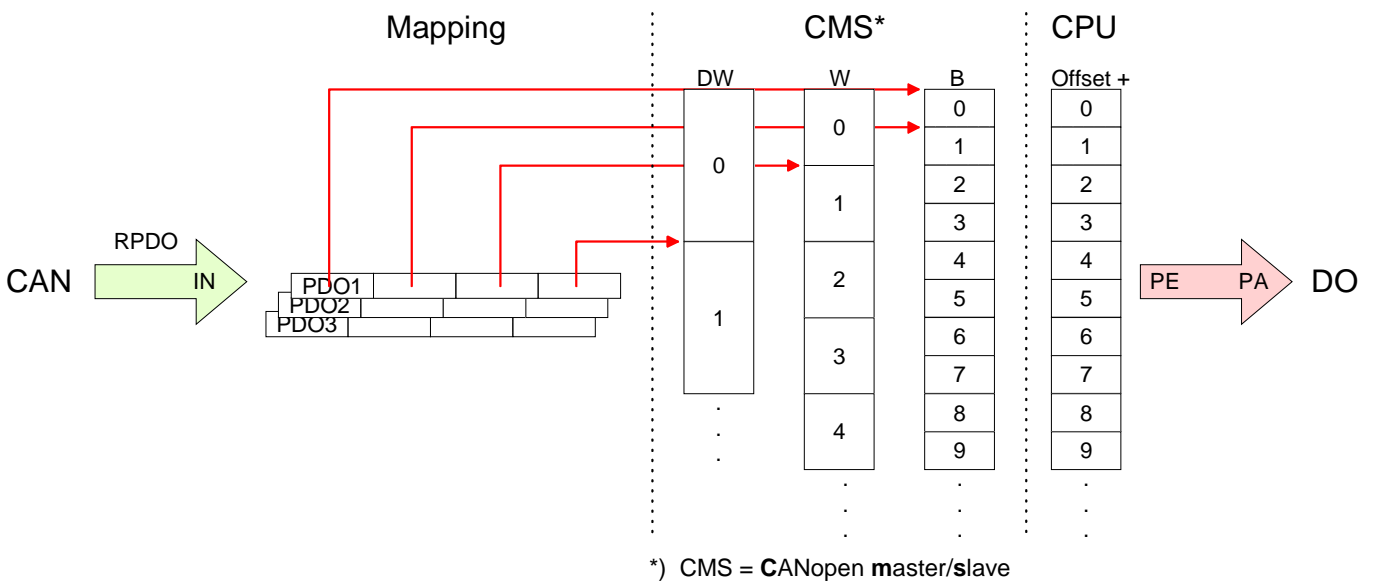 Mapping
CMS*
CPU
DW
W
B
Offset +
0
1
0
1
2
3
4
0
1
2
3
4
5
6
7
8
9
0
1
2
3
4
5
6
7
8
9
CAN
RPDO
IN
PDO1
PDO2
PDO3
PE
PA
DO
*) CMS = CANopen master/slave